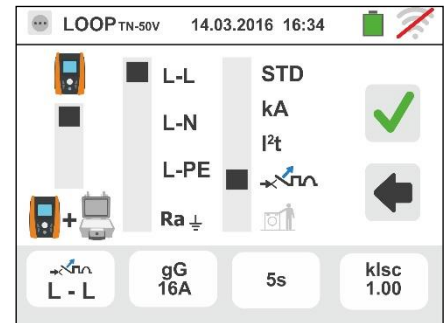 LOOP TN-50V 14.03.2016 16:34
L-L STD
L-N kA
I²t
L-PE
+ Ra
L - L gG 16A 5s kIsc 1.00